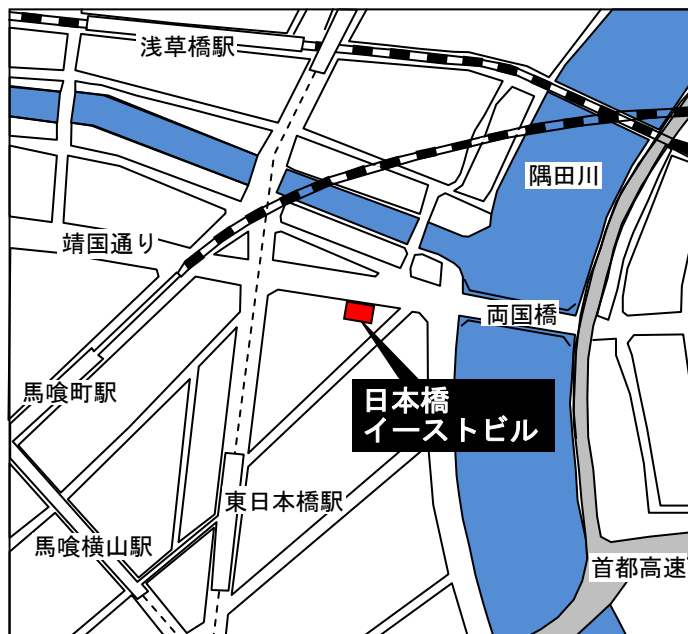 浅草橋駅
隅田川
靖国通り
両国橋
馬喰町駅
日本橋
イーストビル
東日本橋駅
馬喰横山駅
首都高速